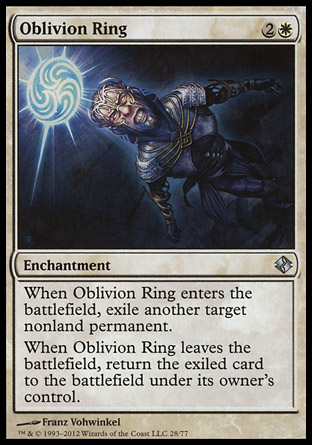 Oblivion Ring 2
Enchantment
When Oblivion Ring enters the
battlefield, exile another target
nonland permanent.
When Oblivion Ring leaves the
battlefield, return the exiled card
to the battlefield under its owner's
control.
Franz Vohwinkel
™ & © 1993–2012 Wizards of the Coast LLC 28/77